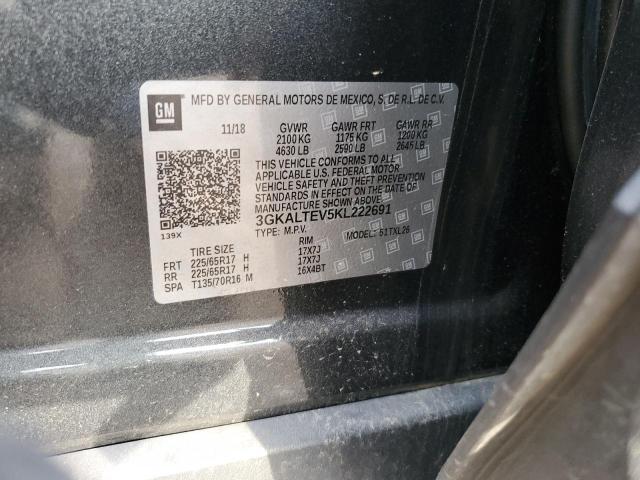 GM
MFD BY GENERAL MOTORS DE MEXICO, S. DE R.L. DE C.V.
11/18 GVWR GAWR FRT GAWR RR
2100 KG 1175 KG 1200 KG
4630 LB 2590 LB 2645 LB
THIS VEHICLE CONFORMS TO ALL
APPLICABLE U.S. FEDERAL MOTOR
VEHICLE SAFETY AND THEFT PREVENTION
STANDARDS IN EFFECT ON THE DATE OF
MANUFACTURE SHOWN ABOVE.
3GKALTEV5KL222691
TYPE: M.P.V. MODEL: 51TXL26
139X
TIRE SIZE RIM
FRT 225/65R17 H 17X7J
RR 225/65R17 H 17X7J
SPA T135/70R16 M 16X4BT